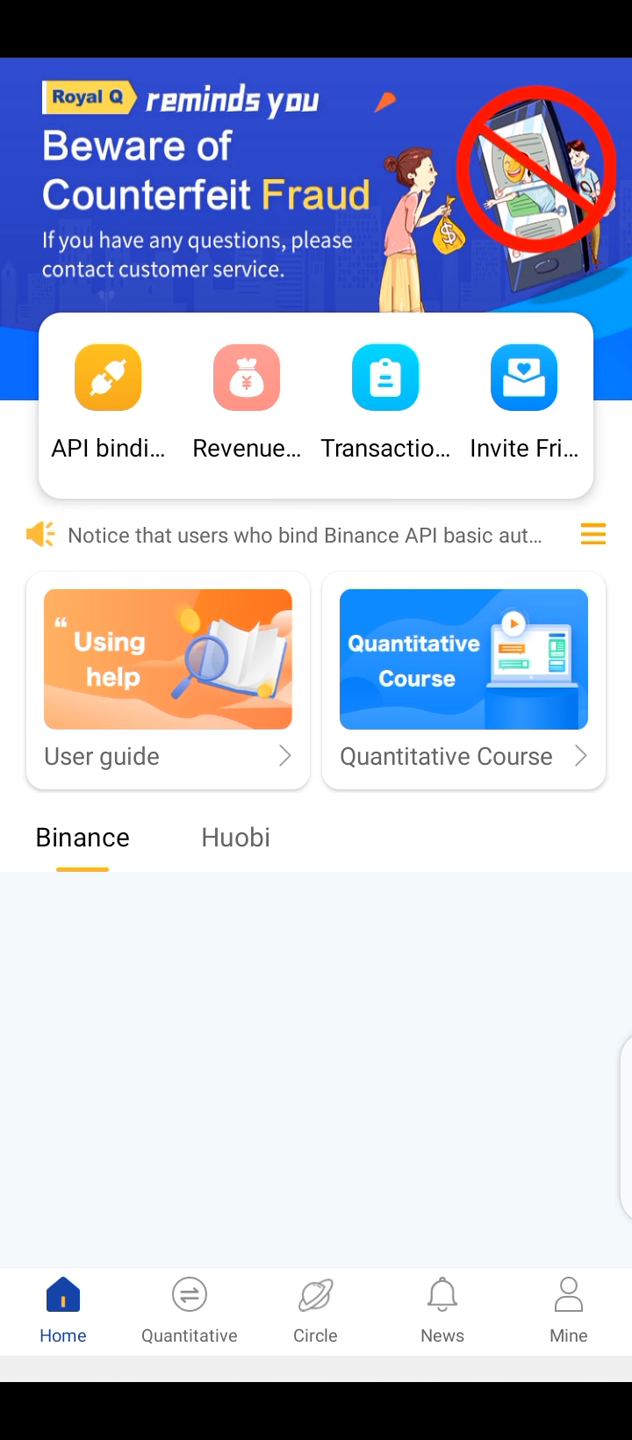 Royal Q reminds you
Beware of
Counterfeit Fraud
If you have any questions, please
contact customer service.
API bindi...
Revenue...
Transactio...
Invite Fri...
Notice that users who bind Binance API basic aut...
“ Using
help
Quantitative
Course
User guide
Quantitative Course
Binance
Huobi
Home
Quantitative
Circle
News
Mine